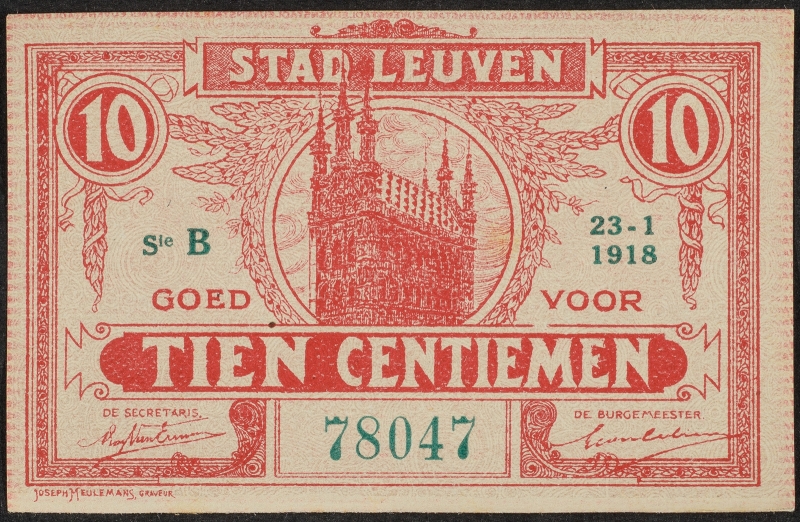 STAD LEUVEN
10 10
Sie B
23-1
1918
GOED VOOR
TIEN CENTIEMEN
DE SECRETARIS. DE BURGEMEESTER.
78047
JOSEPH MEULEMANS, GRAVEUR